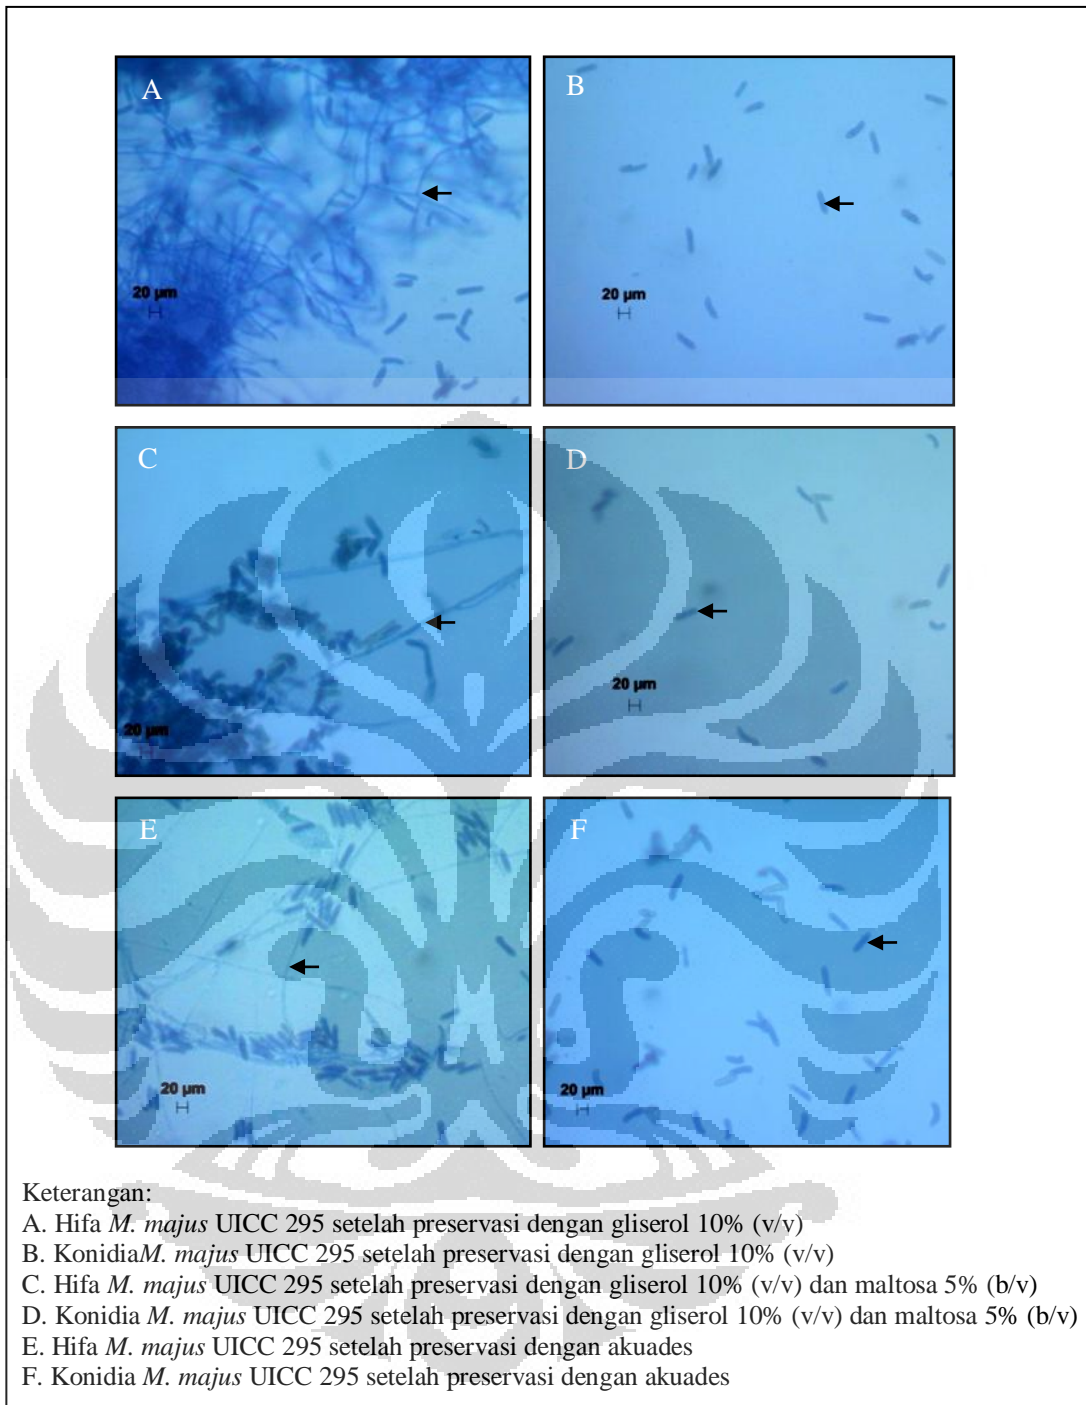 A
B
20 µm
20 µm
C
D
20 µm
20 µm
E
F
20 µm
20 µm
Keterangan:
A. Hifa M. majus UICC 295 setelah preservasi dengan gliserol 10% (v/v)
B. KonidiaM. majus UICC 295 setelah preservasi dengan gliserol 10% (v/v)
C. Hifa M. majus UICC 295 setelah preservasi dengan gliserol 10% (v/v) dan maltosa 5% (b/v)
D. Konidia M. majus UICC 295 setelah preservasi dengan gliserol 10% (v/v) dan maltosa 5% (b/v)
E. Hifa M. majus UICC 295 setelah preservasi dengan akuades
F. Konidia M. majus UICC 295 setelah preservasi dengan akuades